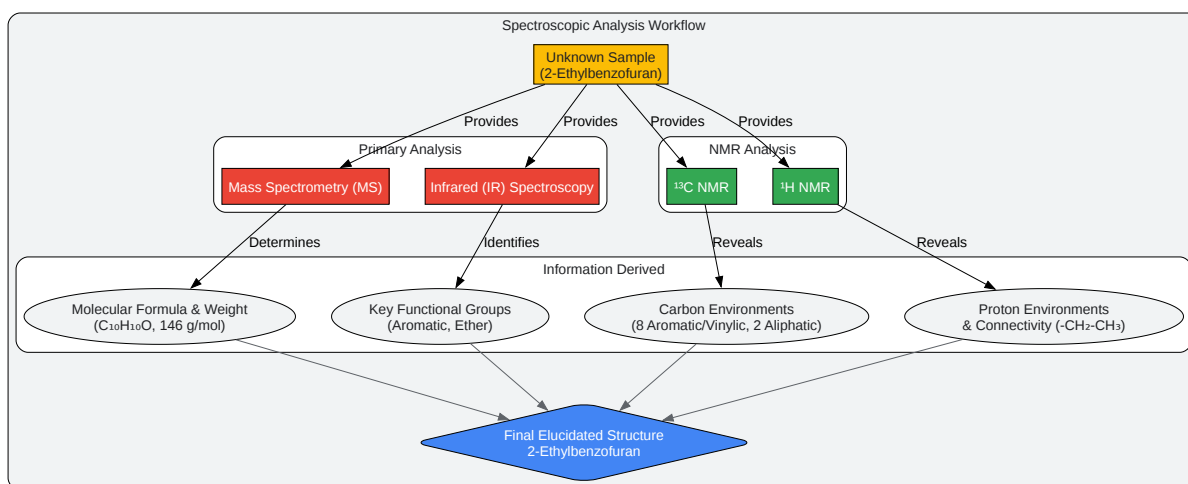 Spectroscopic Analysis Workflow
Unknown Sample
(2-Ethylbenzofuran)
Provides
Provides
Provides
Provides
Primary Analysis
NMR Analysis
Mass Spectrometry (MS)
Infrared (IR) Spectroscopy
¹³C NMR
¹H NMR
Determines
Identifies
Reveals
Reveals
Information Derived
Molecular Formula & Weight
(C₁₀H₁₀O, 146 g/mol)
Key Functional Groups
(Aromatic, Ether)
Carbon Environments
(8 Aromatic/Vinylic, 2 Aliphatic)
Proton Environments
& Connectivity (-CH₂-CH₃)
Final Elucidated Structure
2-Ethylbenzofuran